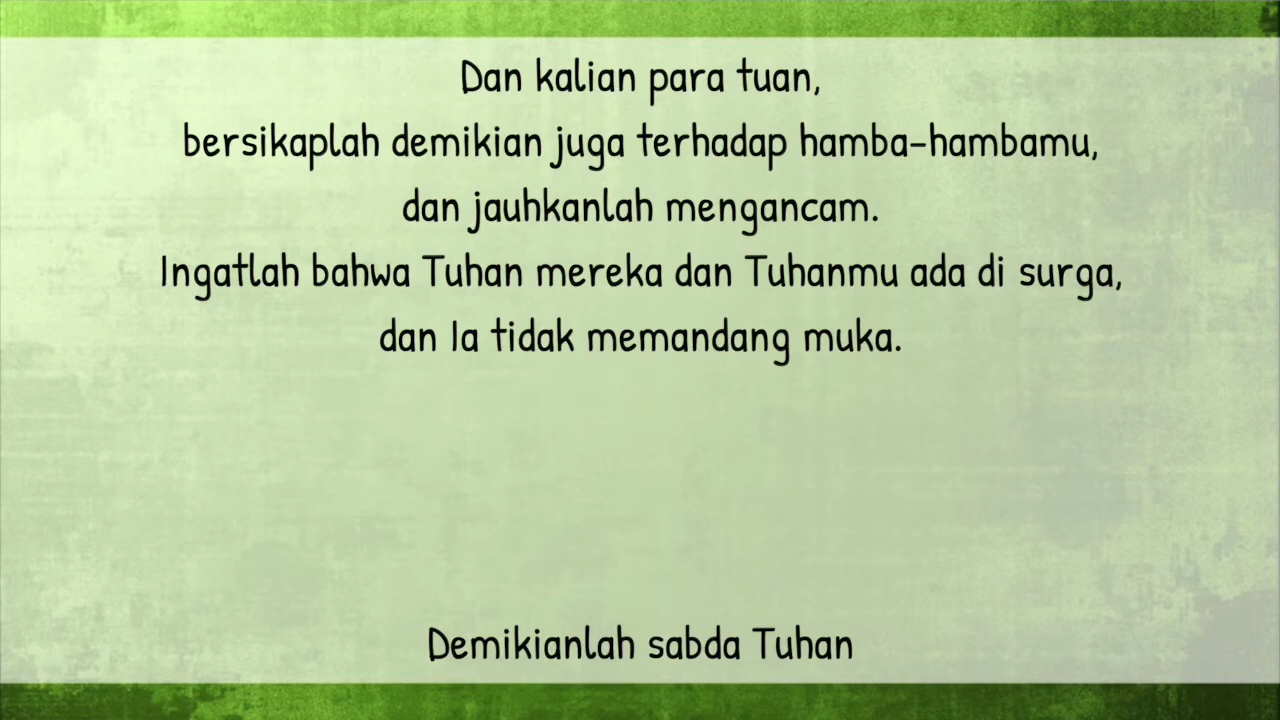 Dan kalian para tuan,
bersikaplah demikian juga terhadap hamba-hambamu,
dan jauhkanlah mengancam.
Ingatlah bahwa Tuhan mereka dan Tuhanmu ada di surga,
dan Ia tidak memandang muka.
Demikianlah sabda Tuhan